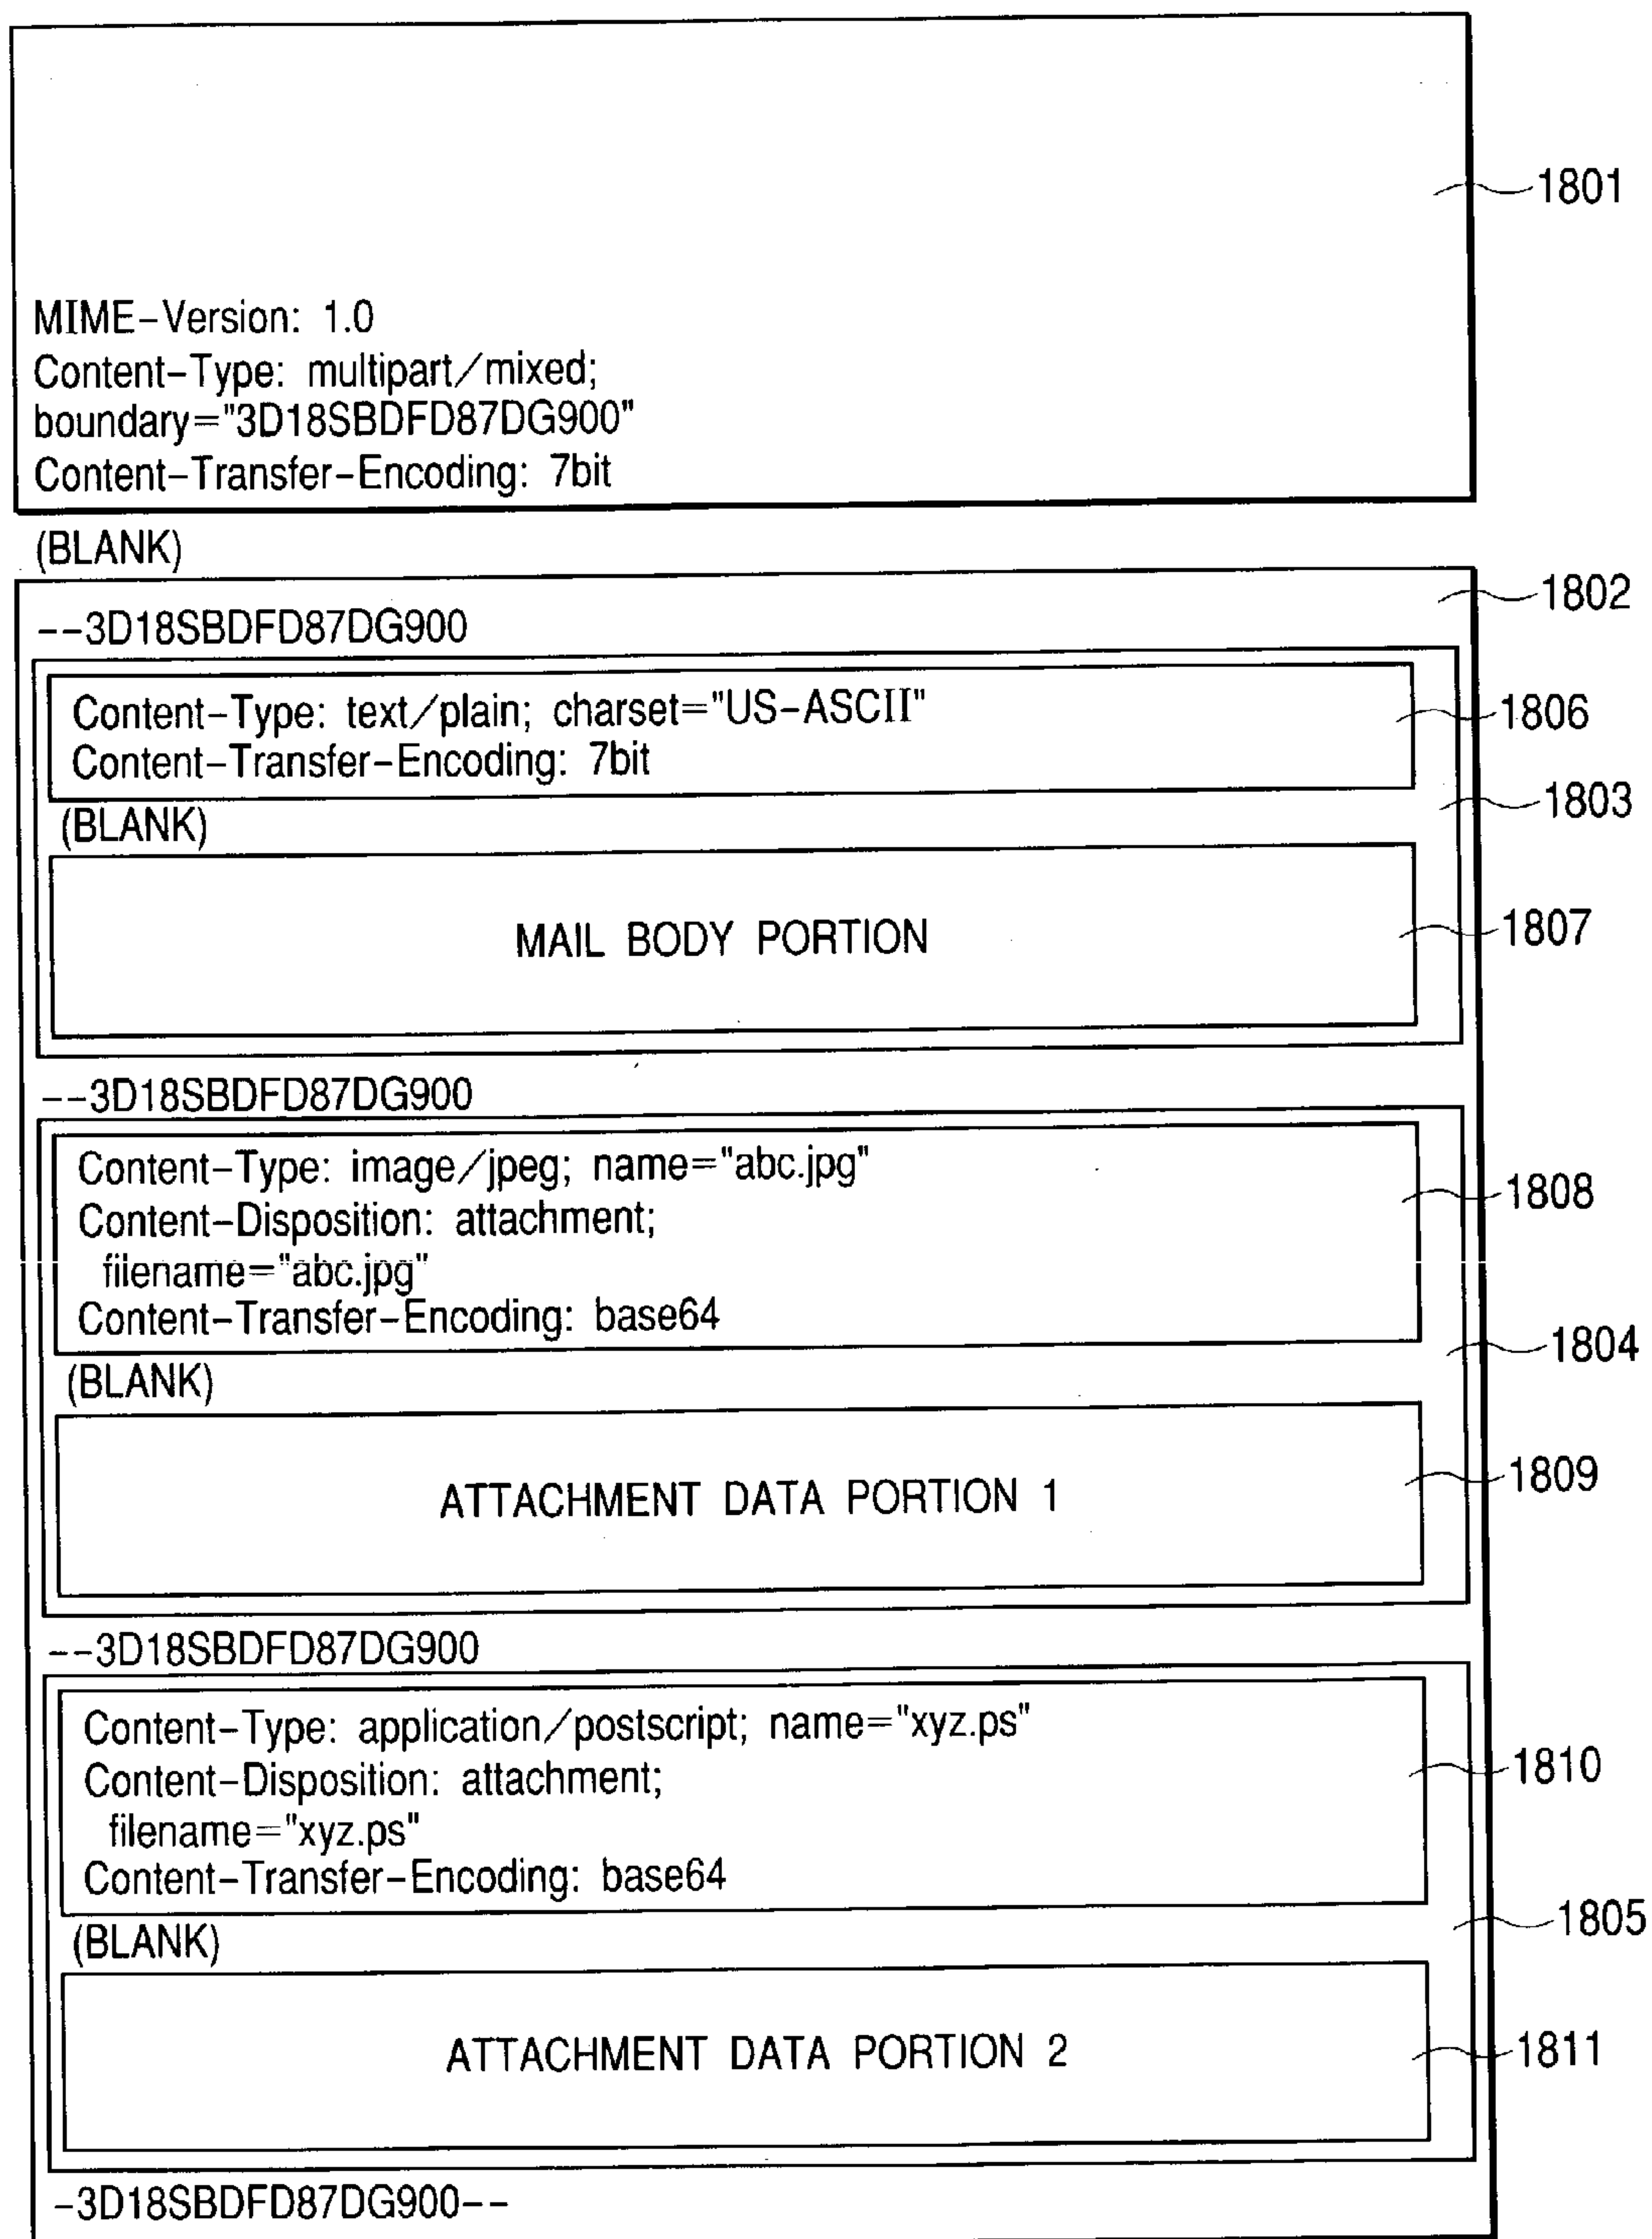 1801
MIME-Version: 1.0
Content-Type: multipart/mixed;
boundary="3D18SBDFD87DG900"
Content-Transfer-Encoding: 7bit
(BLANK)
1802
--3D18SBDFD87DG900
Content-Type: text/plain; charset="US-ASCII"
1806
Content-Transfer-Encoding: 7bit
1803
(BLANK)
MAIL BODY PORTION
1807
--3D18SBDFD87DG900
Content-Type: image/jpeg; name="abc.jpg"
1808
Content-Disposition: attachment;
filename="abc.jpg"
Content-Transfer-Encoding: base64
1804
(BLANK)
ATTACHMENT DATA PORTION 1
1809
--3D18SBDFD87DG900
Content-Type: application/postscript; name="xyz.ps"
1810
Content-Disposition: attachment;
filename="xyz.ps"
Content-Transfer-Encoding: base64
1805
(BLANK)
ATTACHMENT DATA PORTION 2
1811
-3D18SBDFD87DG900--